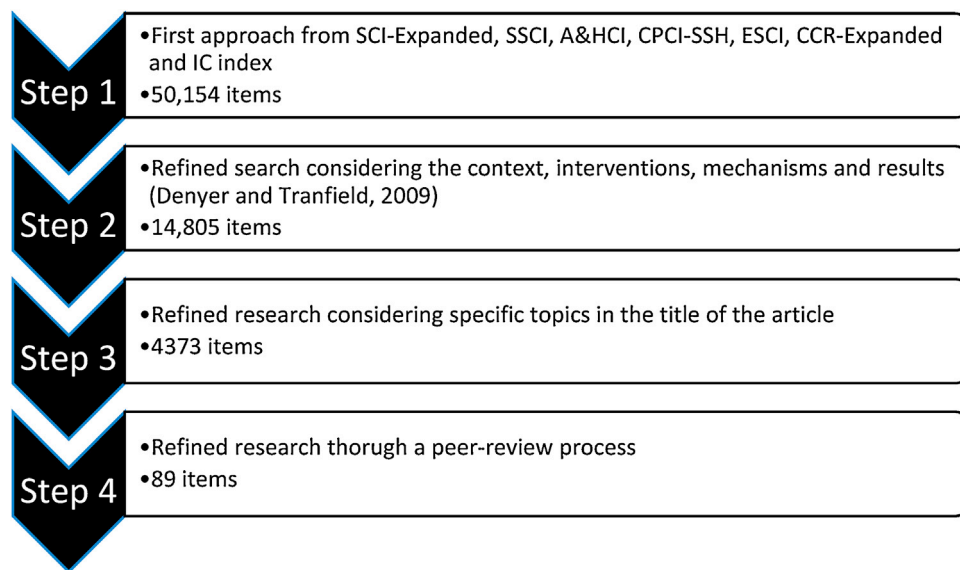 Step 1
•First approach from SCI-Expanded, SSCI, A&HCI, CPCI-SSH, ESCI, CCR-Expanded
and IC index
•50,154 items
Step 2
•Refined search considering the context, interventions, mechanisms and results
(Denyer and Tranfield, 2009)
•14,805 items
Step 3
•Refined research considering specific topics in the title of the article
•4373 items
Step 4
•Refined research thorugh a peer-review process
•89 items